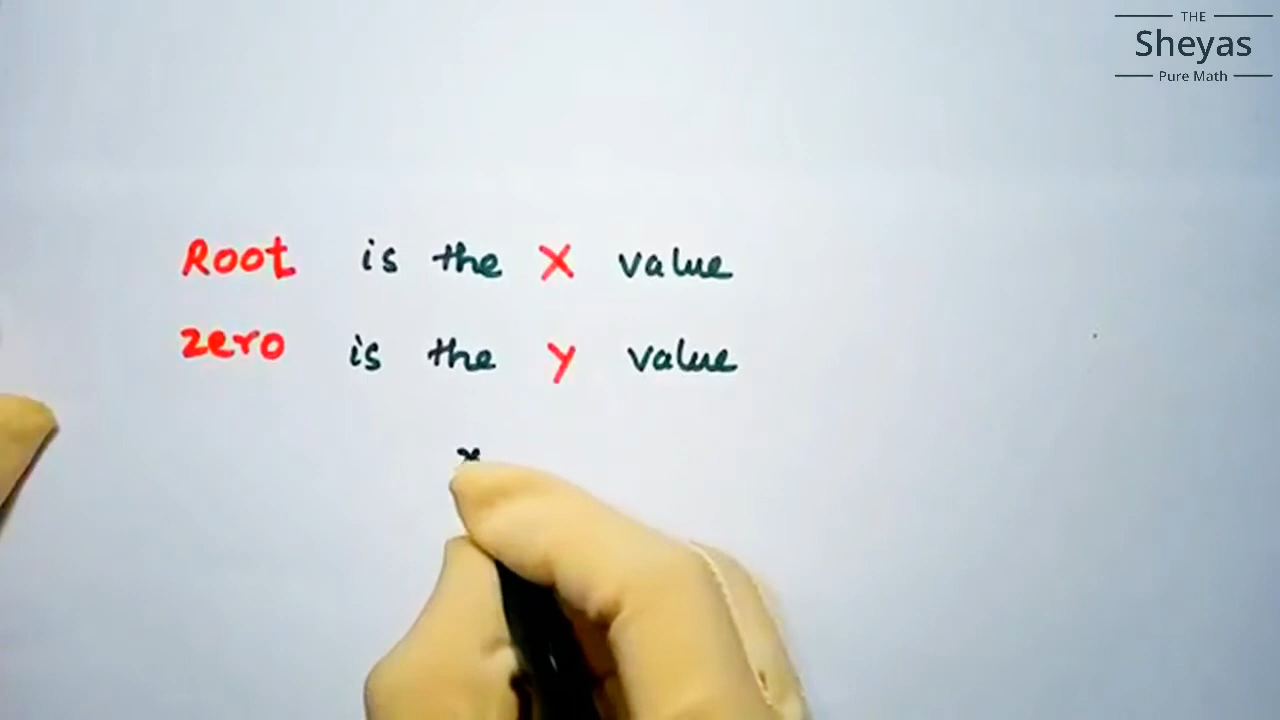 THE
Sheyas
Pure Math
Root is the X value
zero is the y value
x